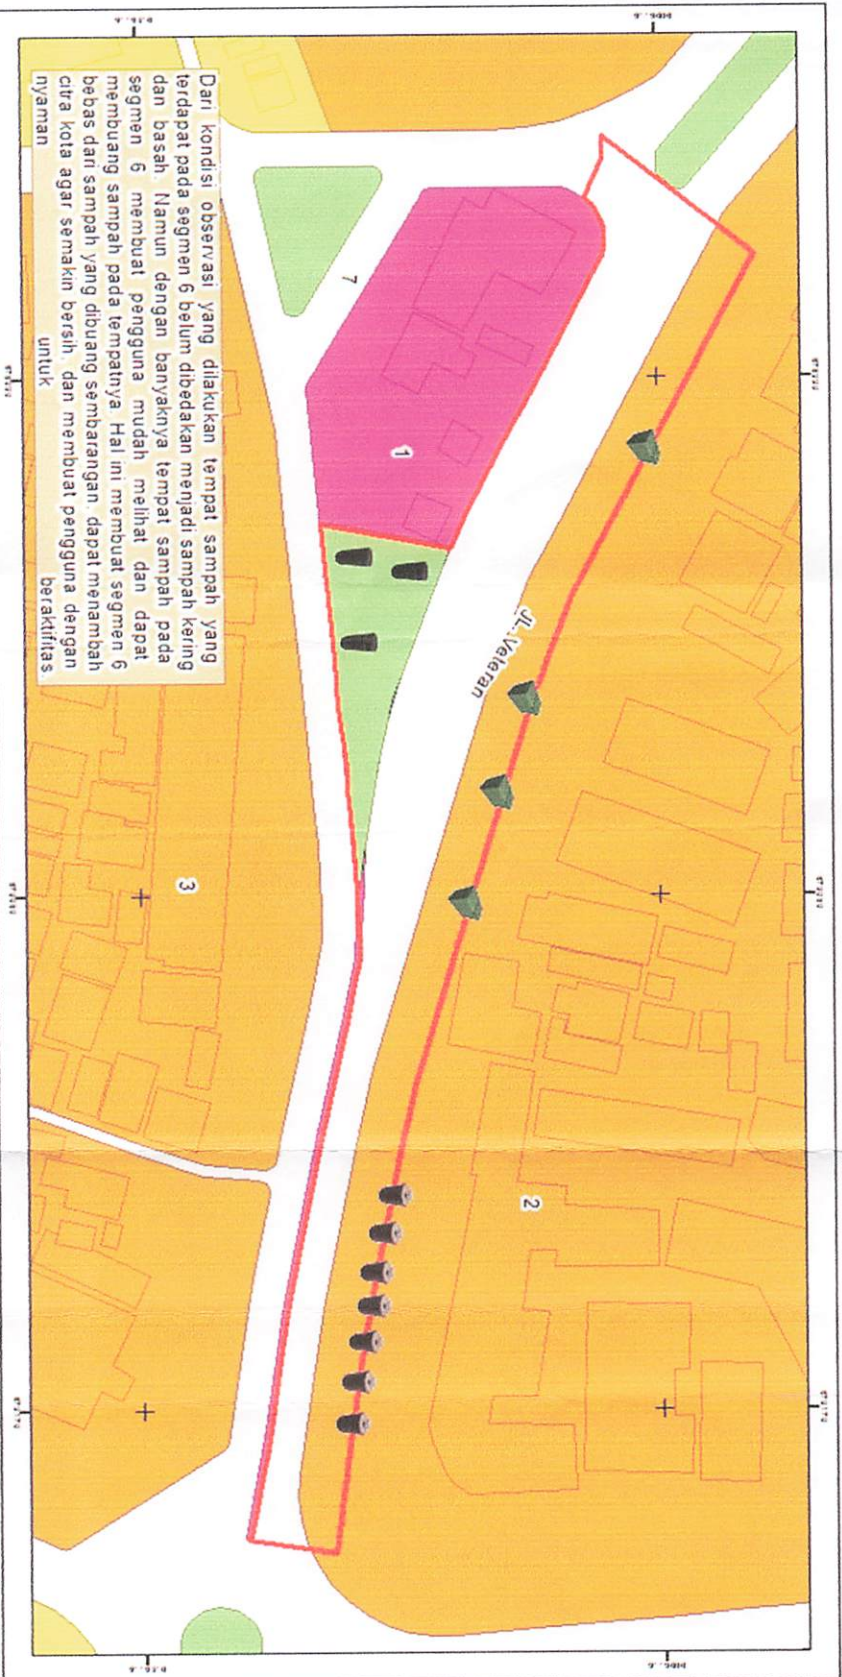 Dari kondisi observasi yang dilakukan tempat sampah yang
terdapat pada segmen 6 belum dibedakan menjadi sampah kering
dan basah. Namun dengan banyaknya tempat sampah pada
segmen 6 membuat pengguna mudah melihat dan dapat
membuang sampah pada tempatnya. Hal ini membuat segmen 6
bebas dari sampah yang dibuang sembarangan, dapat menambah
citra kota agar semakin bersih, dan membuat pengguna dengan
nyaman untuk beraktifitas.
7
1
JL. Veteran
3
2